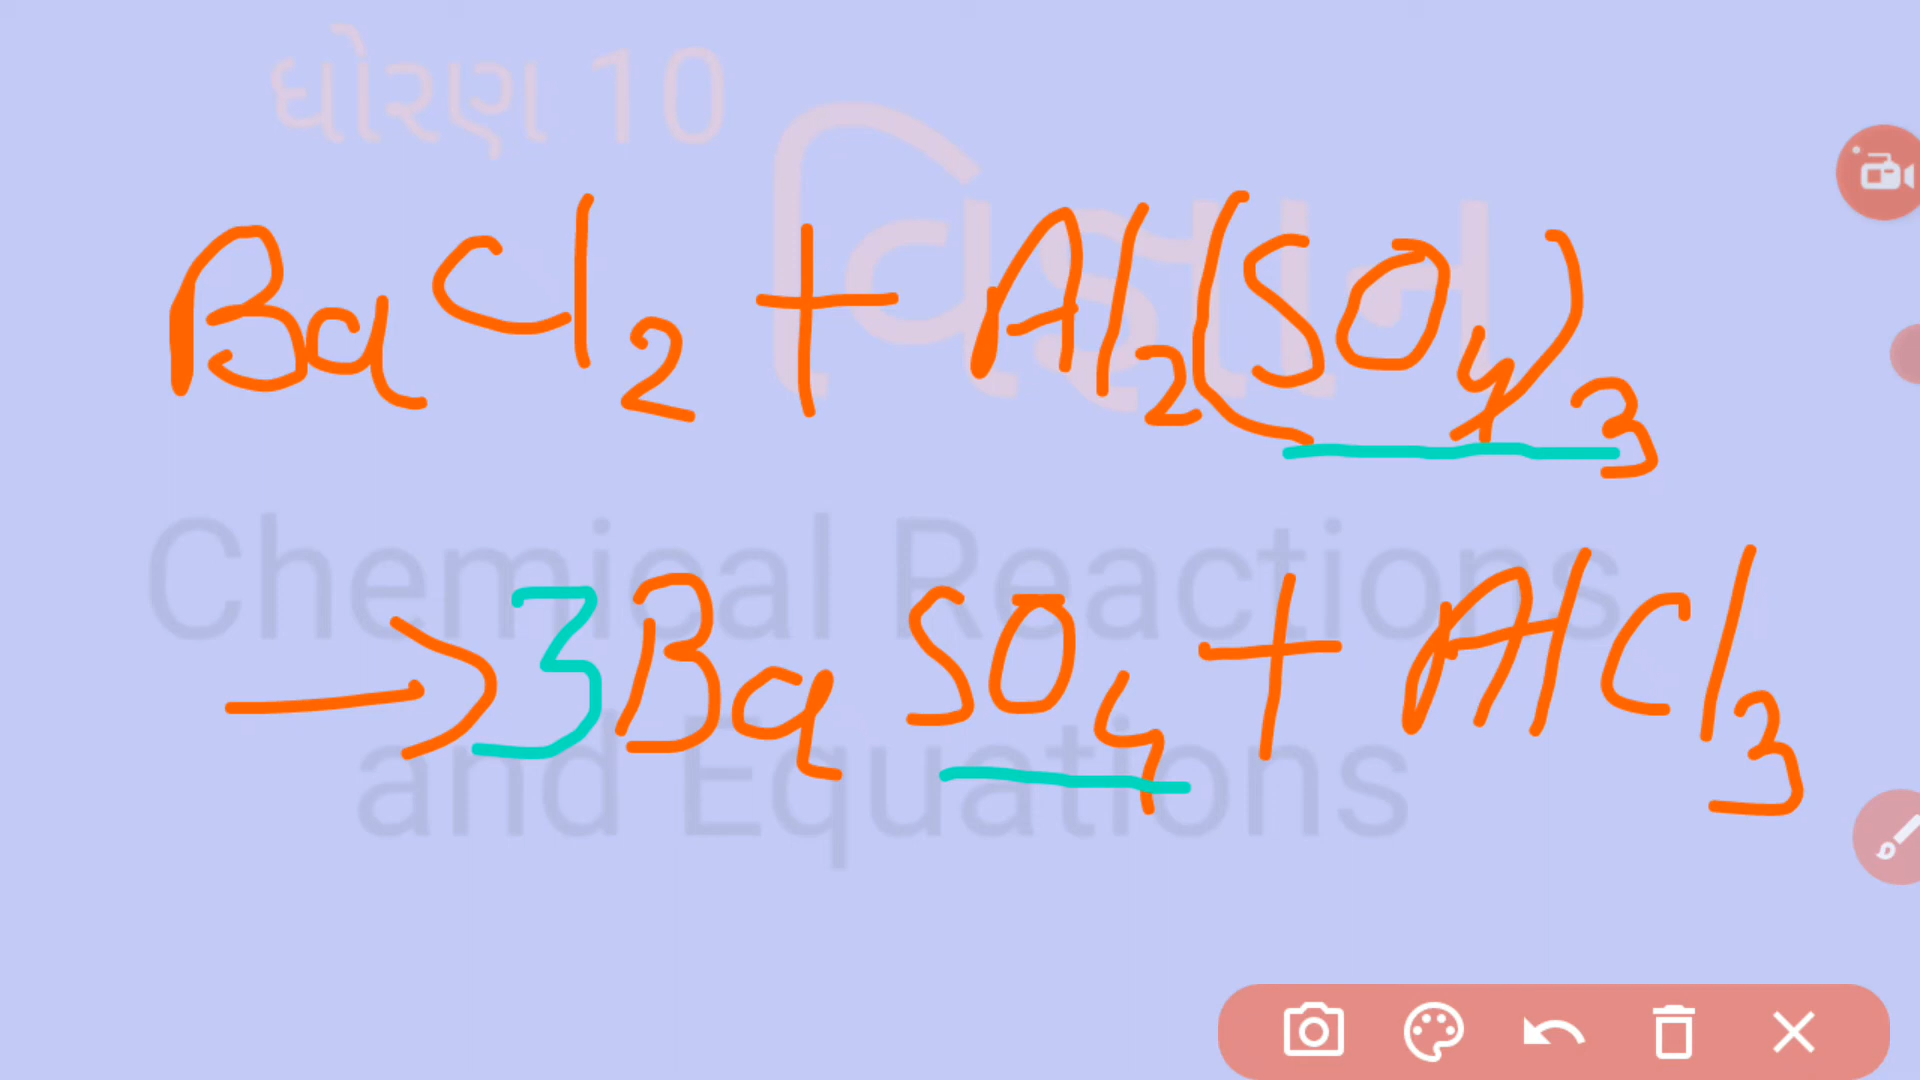 ધોરણ 10
વિજ્ઞાન
BaCl2 + Al2(SO4)3
Chemical Reactions
→ 3BaSO4 + AlCl3
and Equations